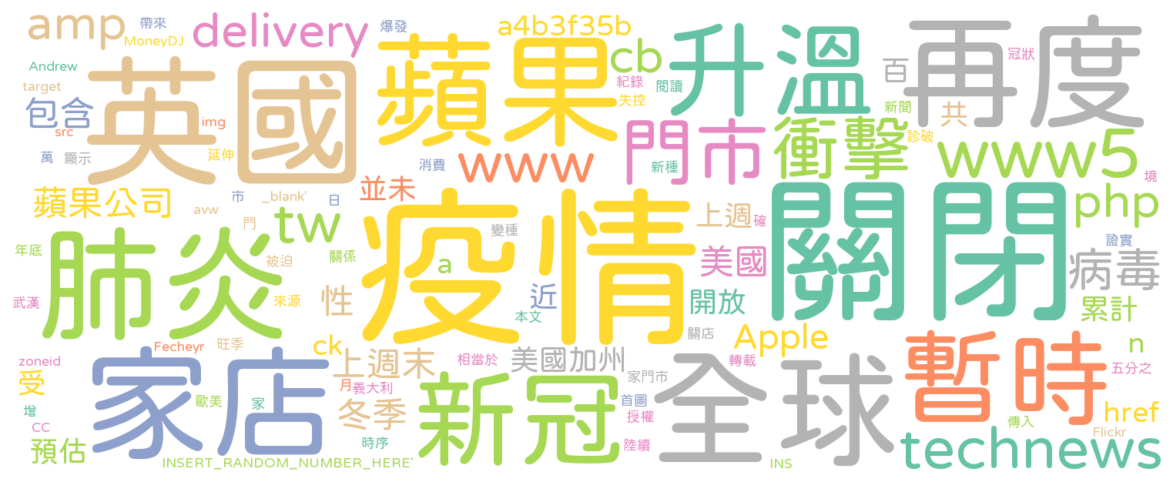 amp
帶來
MoneyDJ
delivery
爆發
a4b3f35b
cb
升溫
再度
冠狀
Andrew
target
英國
蘋果
紀錄
失控
閱讀
百
包含
src
img
新聞
共
萬
顯示
延伸
www
門市
新種
衝擊
診破
www5
消費
並未
蘋果公司
avw
市
_blank'
日
門
tw
疫情
變種
a
上週
確
關閉
php
境
證實
年底
肺炎
被迫
關係
美國
病毒
武漢
來源
性
近
本文
開放
累計
關店
Apple
n
zoneid
Fecheyr
旺季
ck
上週末
相當於
美國加州
轉載
暫時
五分之
受
家店
月
義大利
新冠
家門市
全球
增
歐美
家
冬季
首圖
授權
href
傳入
Flickr
CC
預估
時序
陸續
technews
INSERT_RANDOM_NUMBER_HERE'
INS